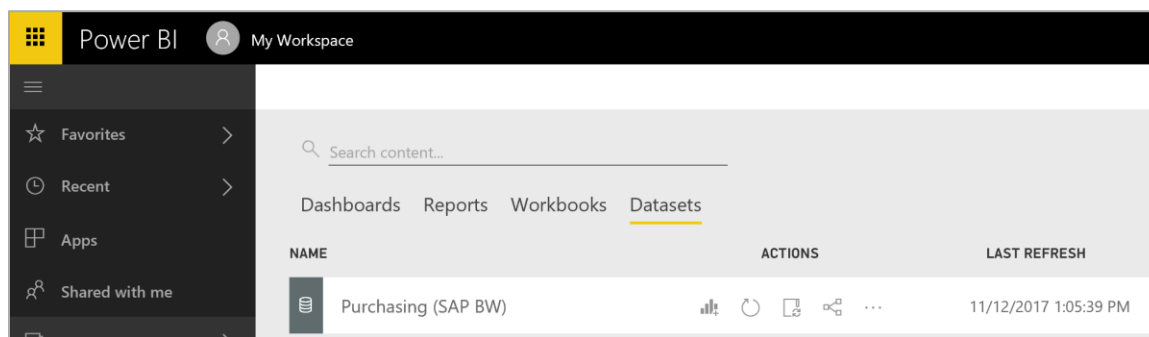 Power BI My Workspace
Favorites
Recent
Apps
Shared with me
Search content...
Dashboards Reports Workbooks Datasets
NAME ACTIONS LAST REFRESH
Purchasing (SAP BW) ... 11/12/2017 1:05:39 PM